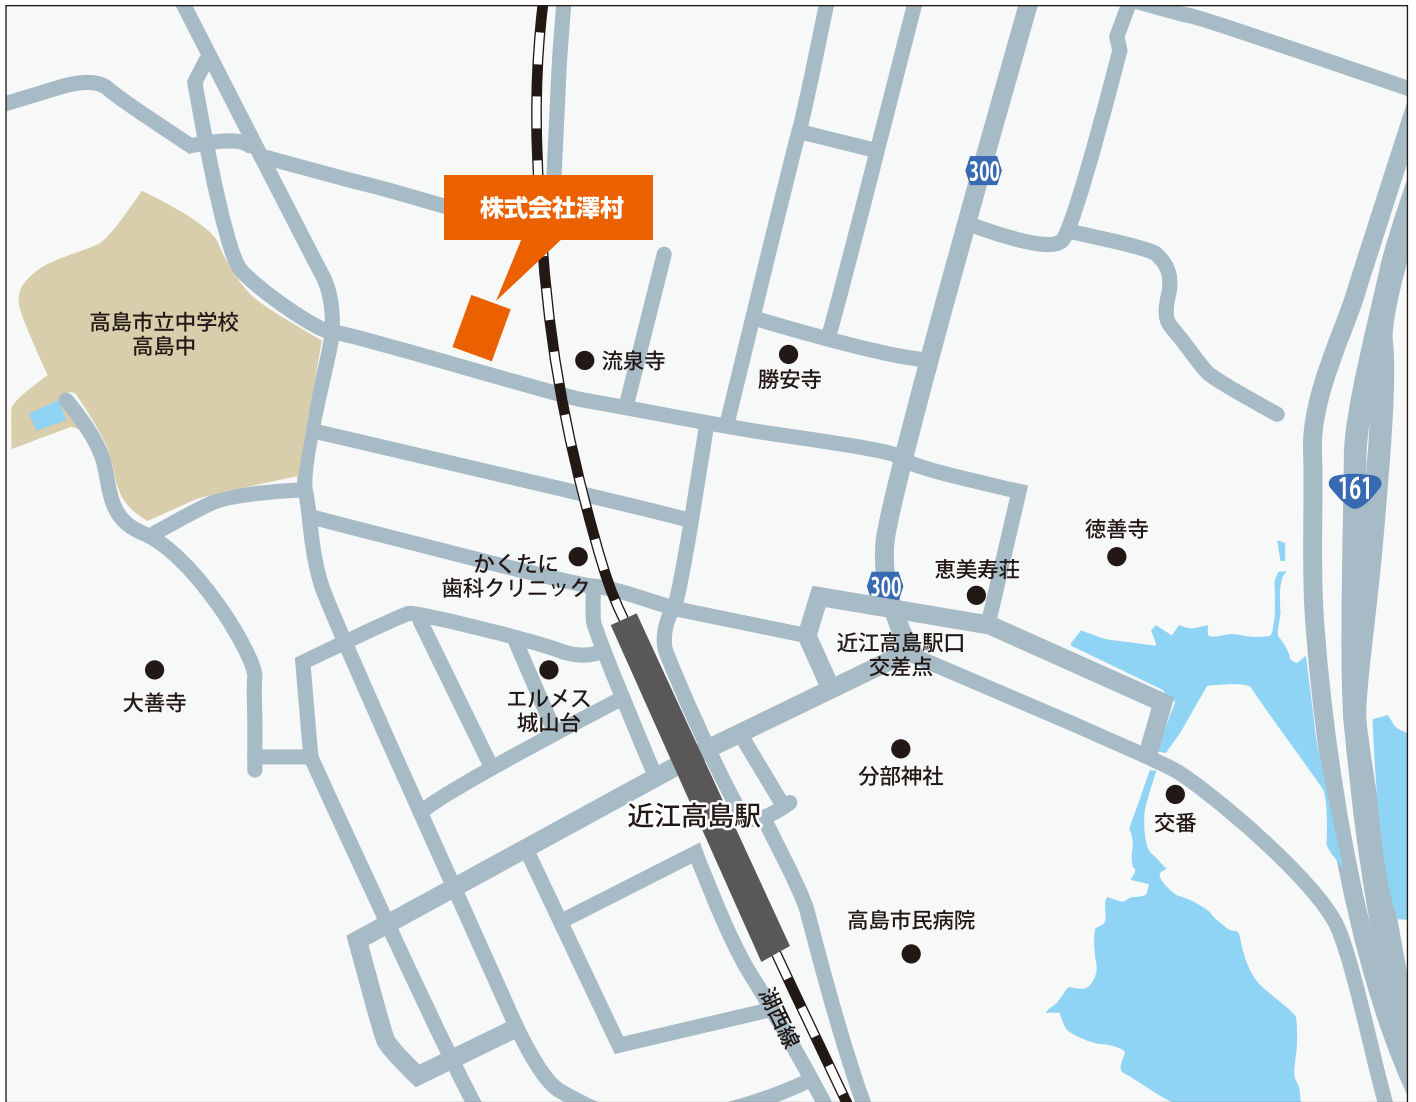 300
株式会社澤村
高島市立中学校
高島中
流泉寺
勝安寺
161
徳善寺
かくたに
歯科クリニック
恵美寿荘
300
近江高島駅口
交差点
大善寺
エルメス
城山台
分部神社
近江高島駅
交番
高島市民病院
湖西線